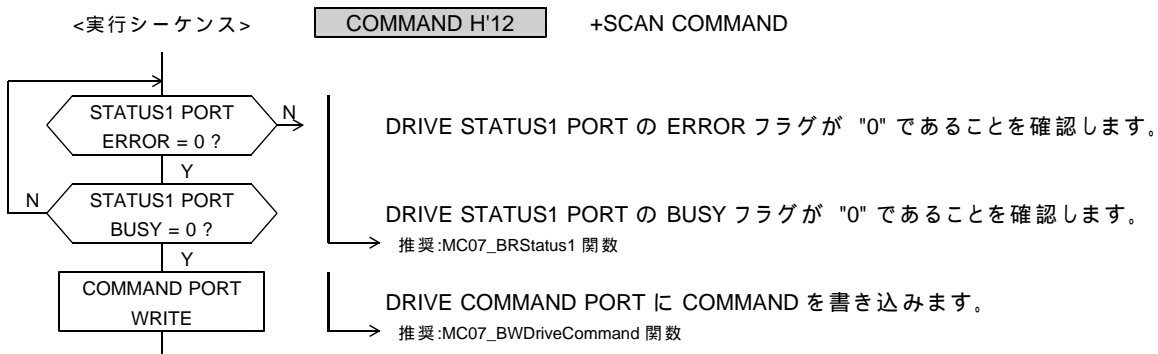 <実行シーケンス> COMMAND H'12 +SCAN COMMAND
STATUS1 PORT
ERROR = 0 ?
N
DRIVE STATUS1 PORT の ERROR フラグが "0" であることを確認します。
Y
N
STATUS1 PORT
BUSY = 0 ?
DRIVE STATUS1 PORT の BUSY フラグが "0" であることを確認します。
推奨:MC07_BRStatus1 関数
Y
COMMAND PORT
WRITE
DRIVE COMMAND PORT に COMMAND を書き込みます。
推奨:MC07_BWDriveCommand 関数